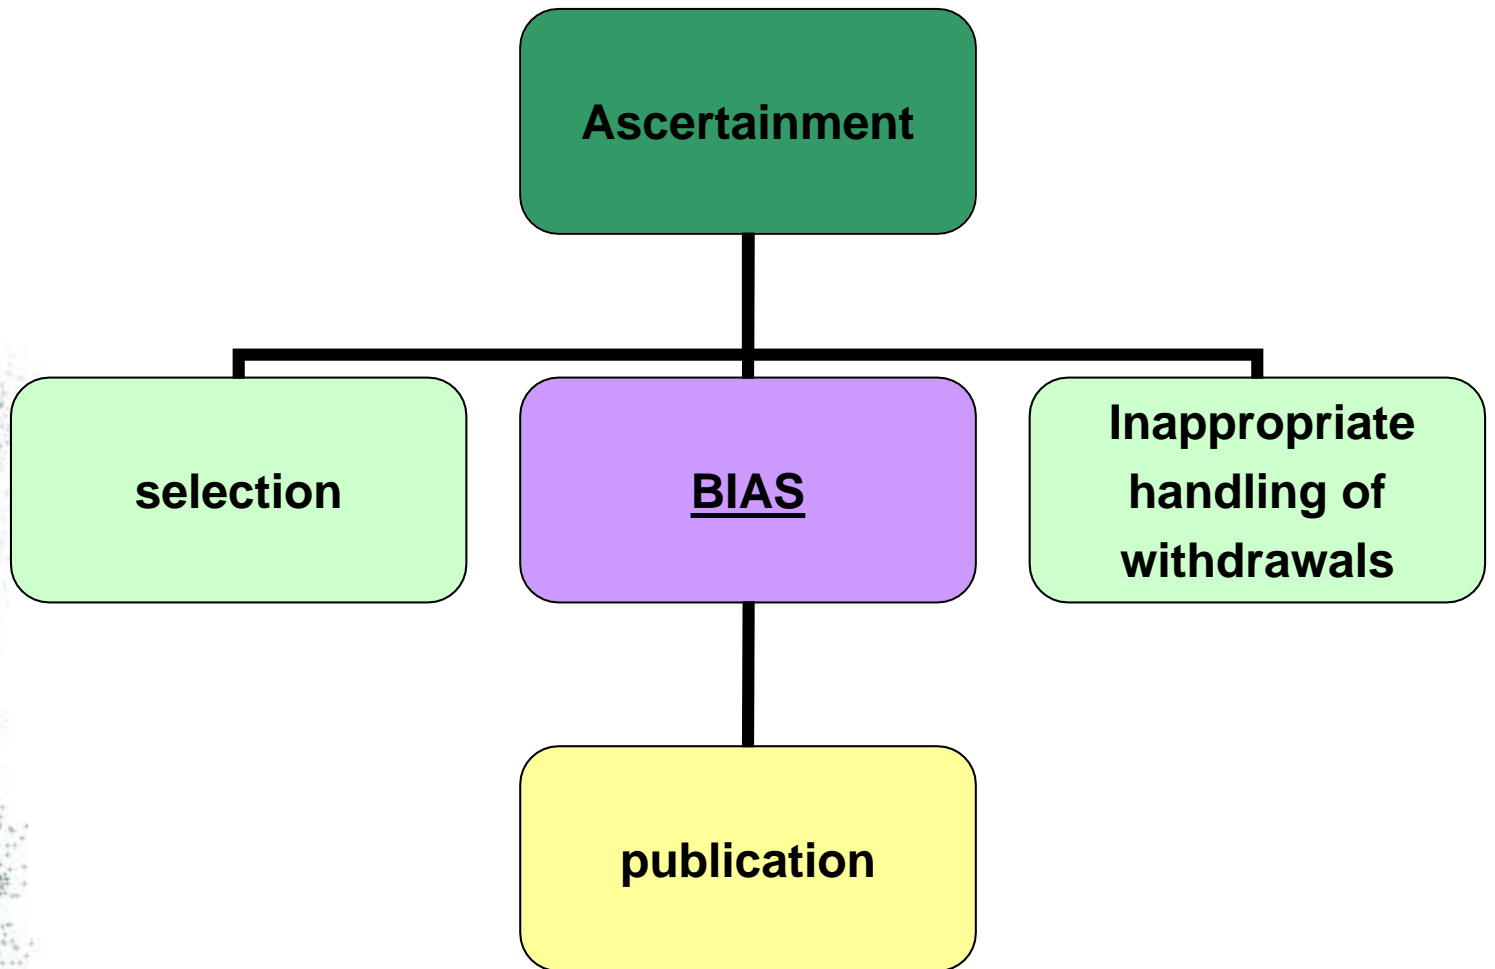 Ascertainment
selection
BIAS
Inappropriate
handling of
withdrawals
publication